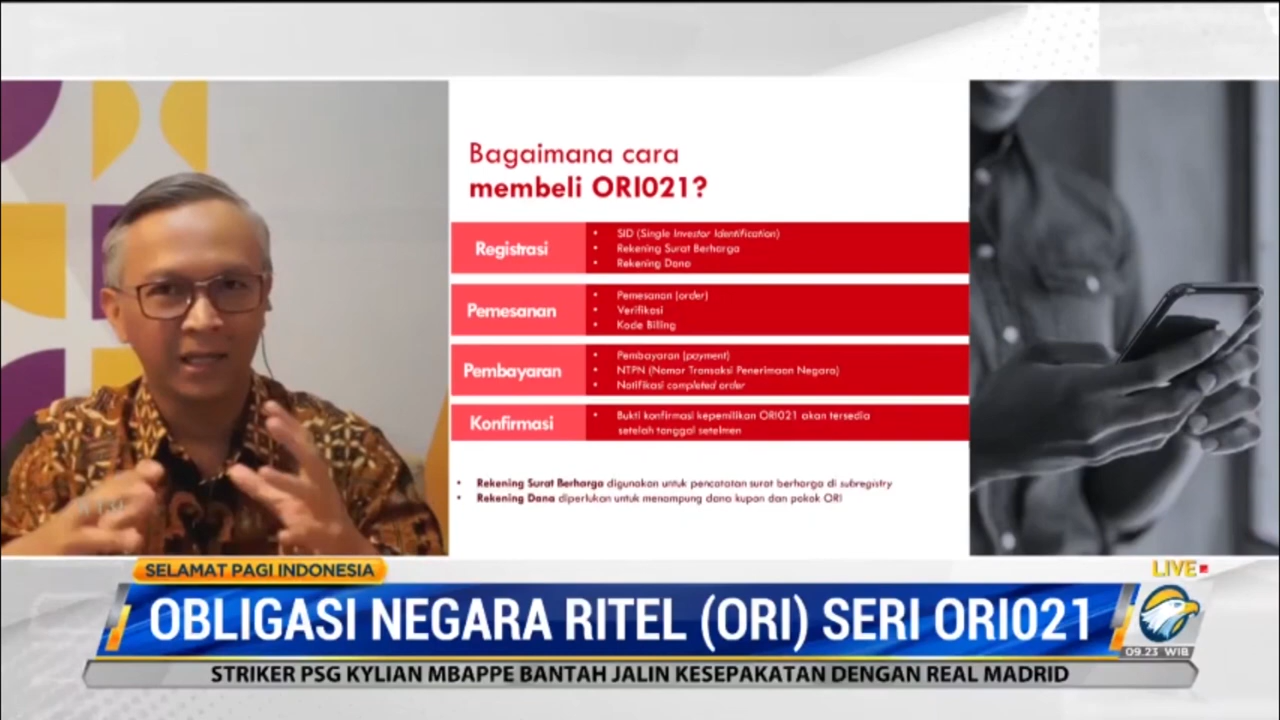 Bagaimana cara
membeli ORI021?
Registrasi
• SID (Single Investor Identification)
• Rekening Surat Berharga
• Rekening Dana
Pemesanan
• Pemesanan (order)
• Verifikasi
• Kode Billing
Pembayaran
• Pembayaran (payment)
• NTPN (Nomor Transaksi Penerimaan Negara)
• Notifikasi completed order
Konfirmasi
• Bukti konfirmasi kepemilikan ORI021 akan tersedia
setelah tanggal setelmen
• Rekening Surat Berharga digunakan untuk pencatatan surat berharga di subregistry
• Rekening Dana diperlukan untuk menampung dana kupon dan pokok ORI
SELAMAT PAGI INDONESIA
LIVE
OBLIGASI NEGARA RITEL (ORI) SERI ORI021
09.23 WIB
STRIKER PSG KYLIAN MBAPPE BANTAH JALIN KESEPAKATAN DENGAN REAL MADRID